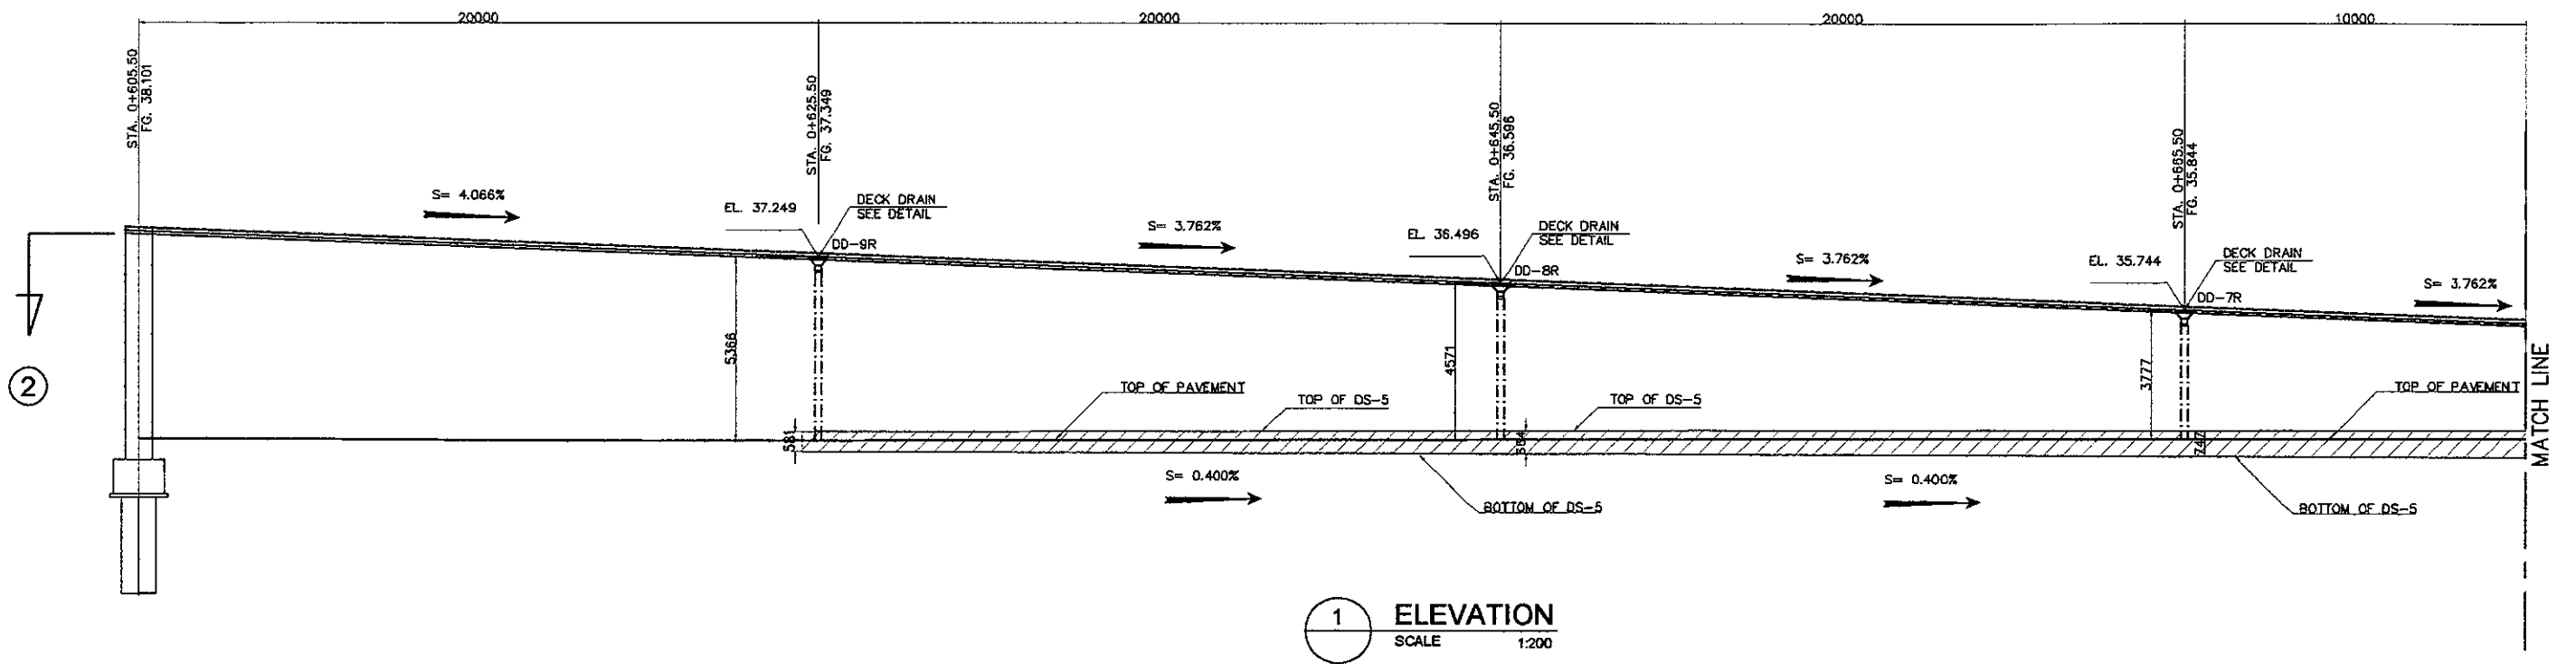 20000
20000
20000
10000
STA. 0+605.50
FG. 38.101
STA. 0+625.50
FG. 37.349
STA. 0+645.50
FG. 36.596
STA. 0+665.50
FG. 35.844
S= 4.066%
EL. 37.249
DECK DRAIN
SEE DETAIL
DD-9R
S= 3.762%
EL. 36.496
DECK DRAIN
SEE DETAIL
DD-8R
S= 3.762%
EL. 35.744
DECK DRAIN
SEE DETAIL
DD-7R
S= 3.762%
2
5366
4571
3777
TOP OF PAVEMENT
TOP OF DS-5
TOP OF DS-5
TOP OF PAVEMENT
MATCH LINE
581
747
S= 0.400%
BOTTOM OF DS-5
S= 0.400%
BOTTOM OF DS-5
1
ELEVATION
SCALE 1:200